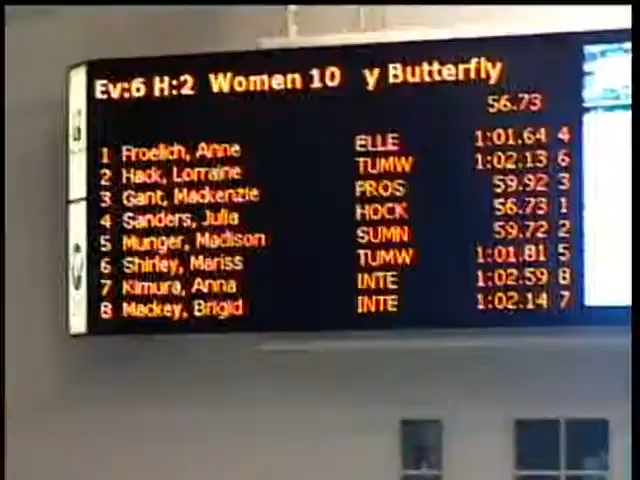 Ev:6 H:2 Women 10 y Butterfly
56.73
1 Froelich, Anne ELLE 1:01.64 4
2 Hack, Lorraine TUMW 1:02.13 6
3 Gant, Mackenzie PROS 59.92 3
4 Sanders, Julia HOCK 56.73 1
5 Munger, Madison SUMN 59.72 2
6 Shirley, Mariss TUMW 1:01.81 5
7 Kimura, Anna INTE 1:02.59 8
8 Mackey, Brigid INTE 1:02.14 7